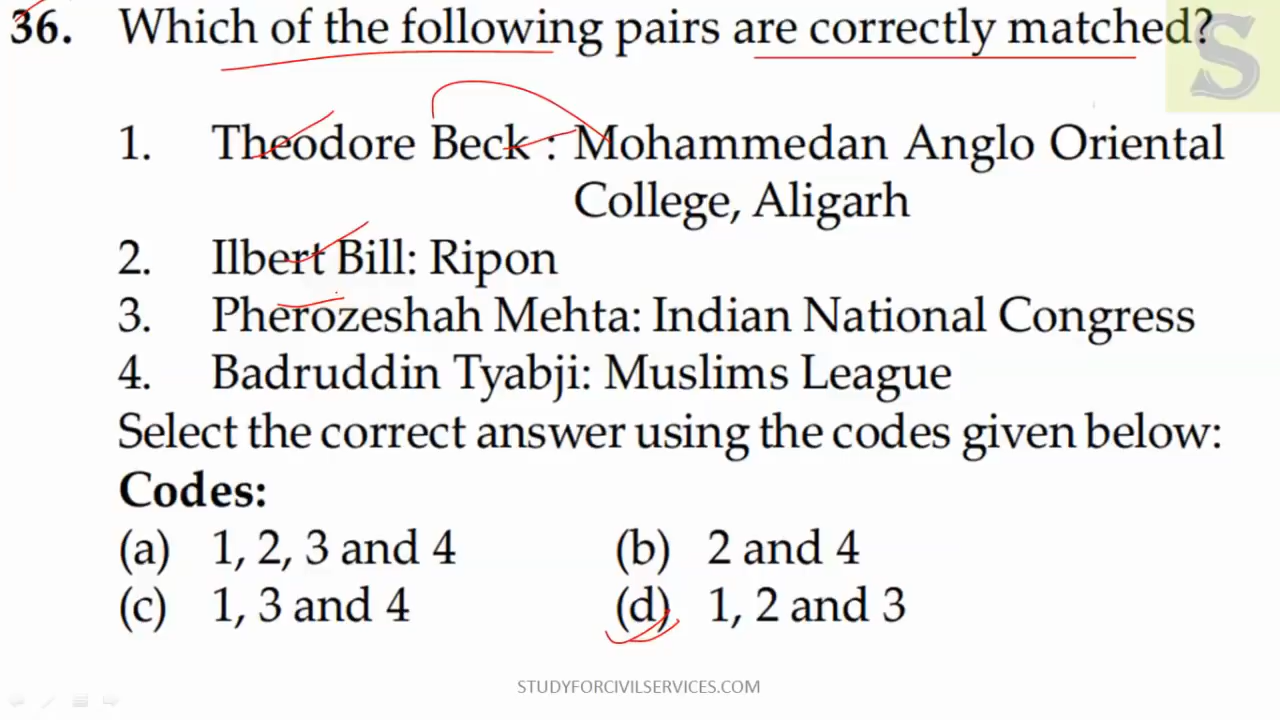 36. Which of the following pairs are correctly matched?
S
1. Theodore Beck : Mohammedan Anglo Oriental
College, Aligarh
2. Ilbert Bill: Ripon
3. Pherozeshah Mehta: Indian National Congress
4. Badruddin Tyabji: Muslims League
Select the correct answer using the codes given below:
Codes:
(a) 1, 2, 3 and 4 (b) 2 and 4
(c) 1, 3 and 4 (d) 1, 2 and 3
STUDYFORCIVILSERVICES.COM